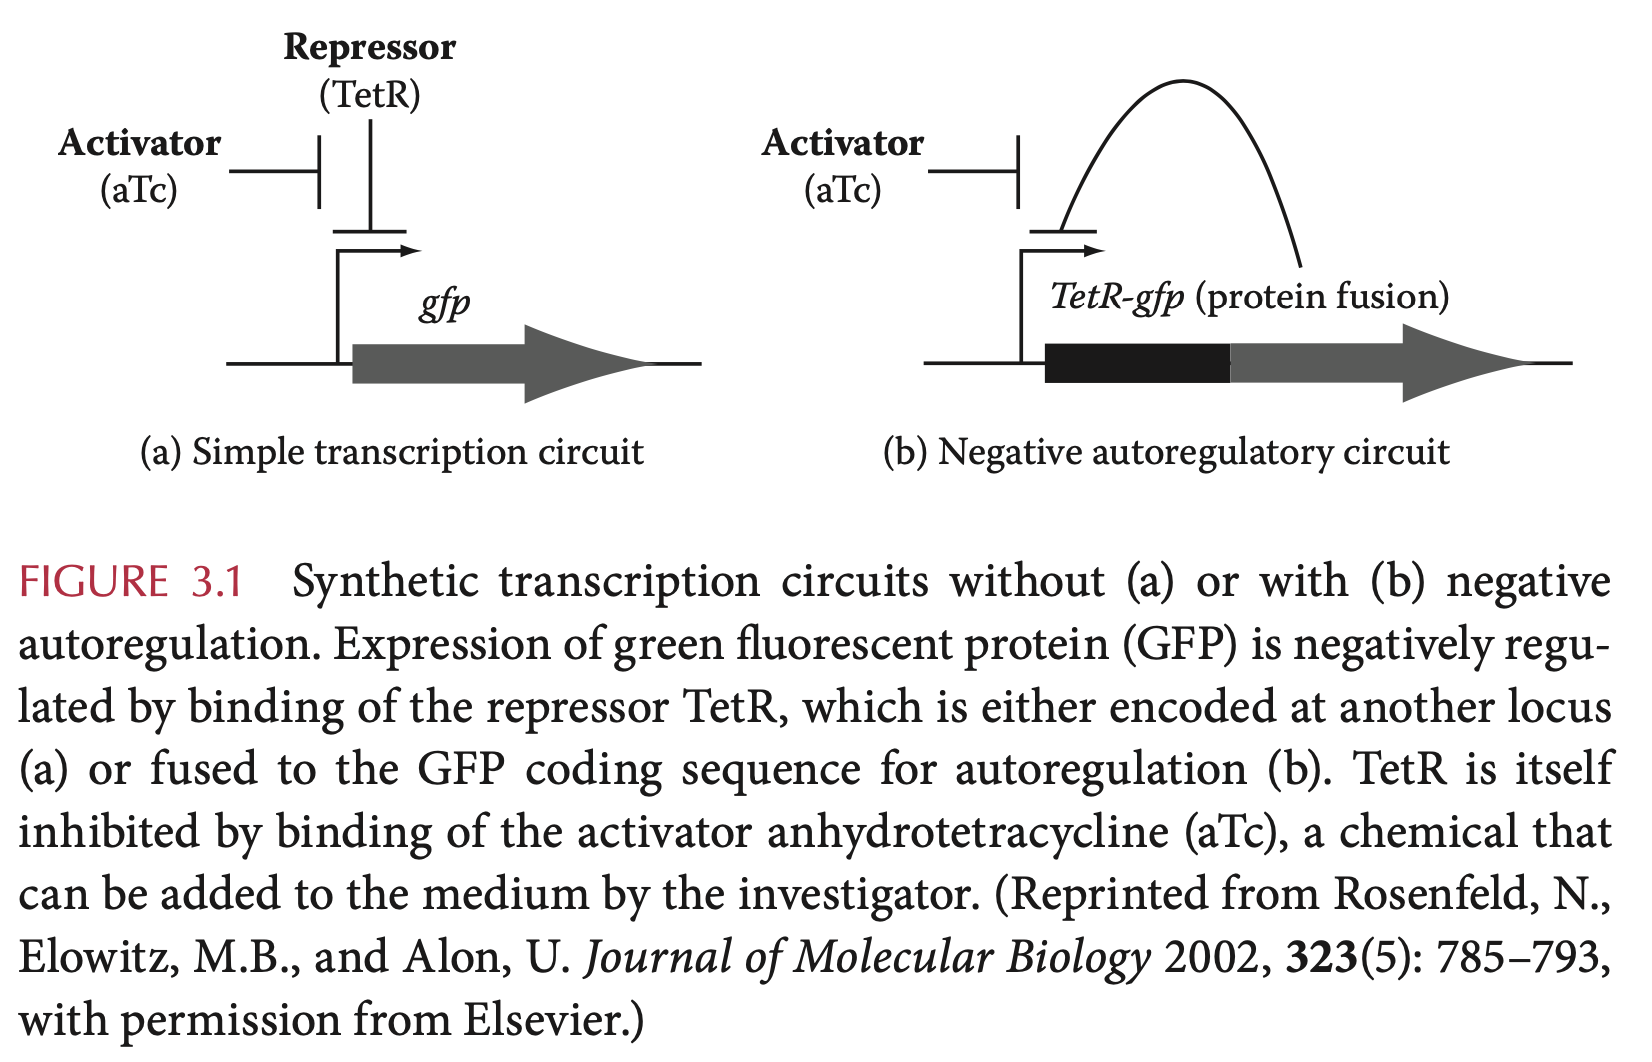 Repressor
(TetR)
Activator
(aTc)
gfp
(a) Simple transcription circuit
Activator
(aTc)
TetR-gfp (protein fusion)
(b) Negative autoregulatory circuit
FIGURE 3.1 Synthetic transcription circuits without (a) or with (b) negative
autoregulation. Expression of green fluorescent protein (GFP) is negatively regu-
lated by binding of the repressor TetR, which is either encoded at another locus
(a) or fused to the GFP coding sequence for autoregulation (b). TetR is itself
inhibited by binding of the activator anhydrotetracycline (aTc), a chemical that
can be added to the medium by the investigator. (Reprinted from Rosenfeld, N.,
Elowitz, M.B., and Alon, U. Journal of Molecular Biology 2002, 323(5): 785–793,
with permission from Elsevier.)